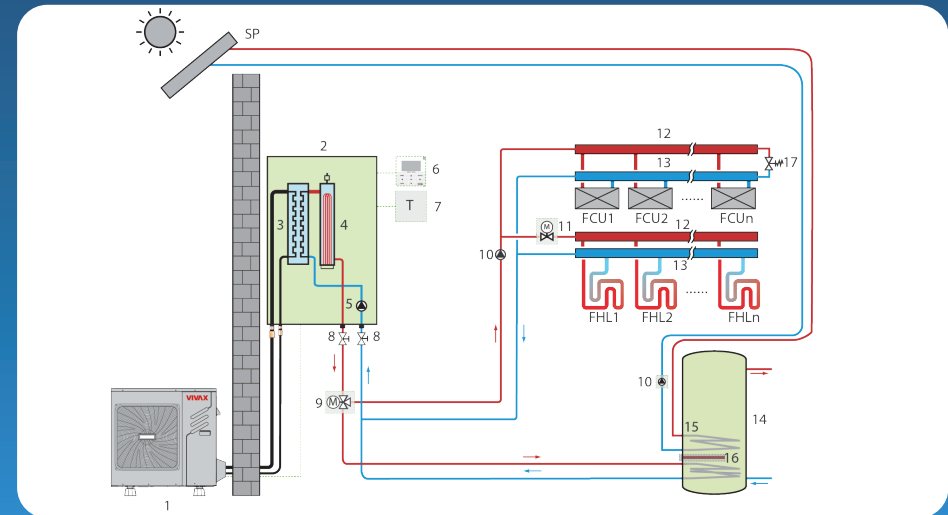 SP
2
12
6
3
4
T
7
13
17
FCU1
FCU2
......
FCUn
M
11
12
10
13
5
......
8
8
FHL1
FHL2
FHLn
10
9
M
VIVAX
14
15
16
1